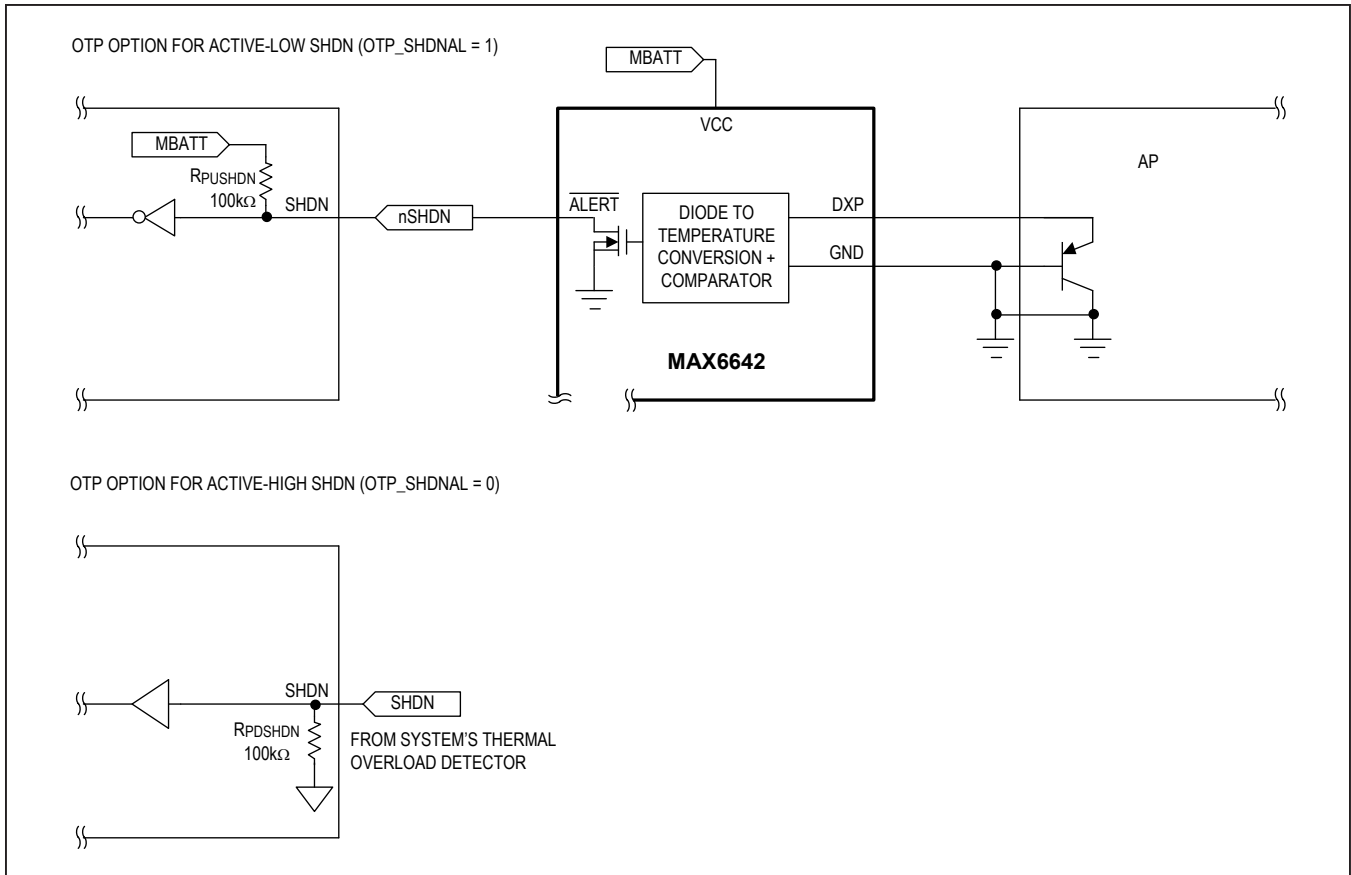 OTP OPTION FOR ACTIVE-LOW SHDN (OTP_SHDNAL = 1)
MBATT
VCC
MBATT
AP
RPUSHDN
100kΩ
SHDN
nSHDN
ALERT
DIODE TO
TEMPERATURE
CONVERSION +
COMPARATOR
DXP
GND
MAX6642
OTP OPTION FOR ACTIVE-HIGH SHDN (OTP_SHDNAL = 0)
SHDN
SHDN
RPDSHDN
100kΩ
FROM SYSTEM'S THERMAL
OVERLOAD DETECTOR